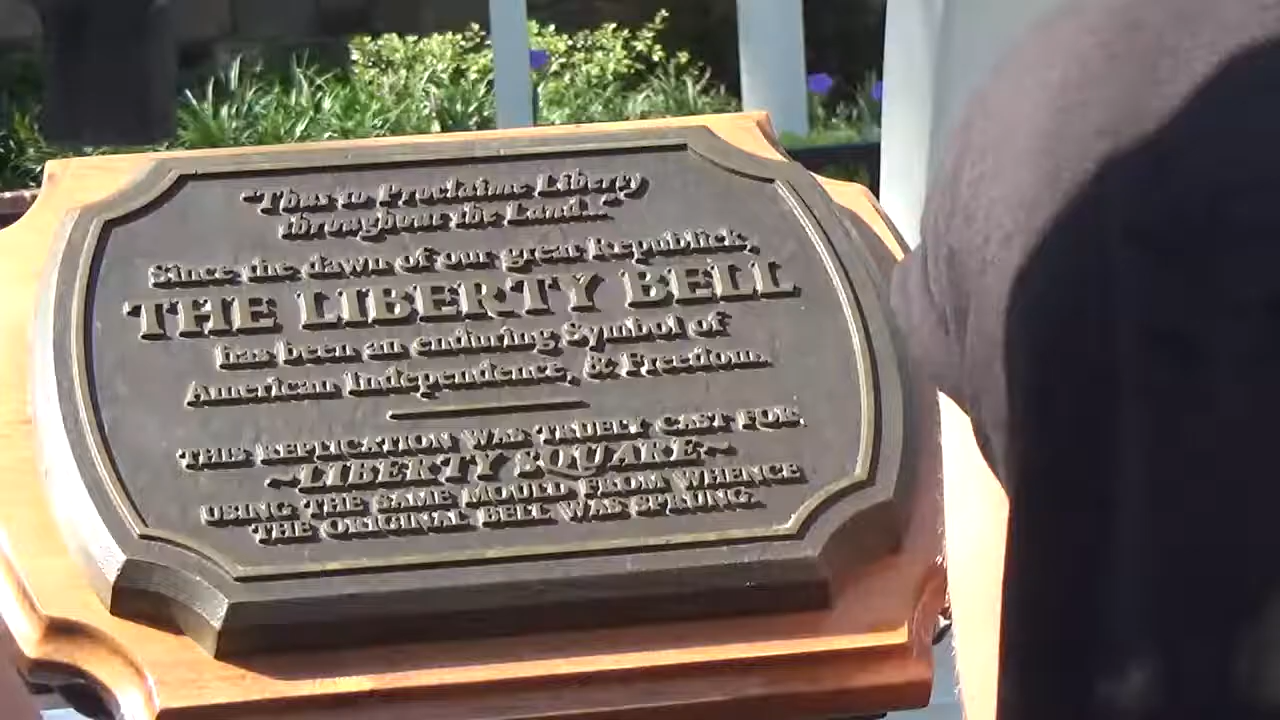 "Thus to Proclaime Liberty
throughout the Land..."
Since the dawn of our great Republick,
THE LIBERTY BELL
has been an enduring Symbol of
American Independence, & Freedom.
THIS REPLICATION WAS TRUELY CAST FOR:
~LIBERTY SQUARE~
USING THE SAME MOULD FROM WHENCE
THE ORIGINAL BELL WAS SPRUNG.